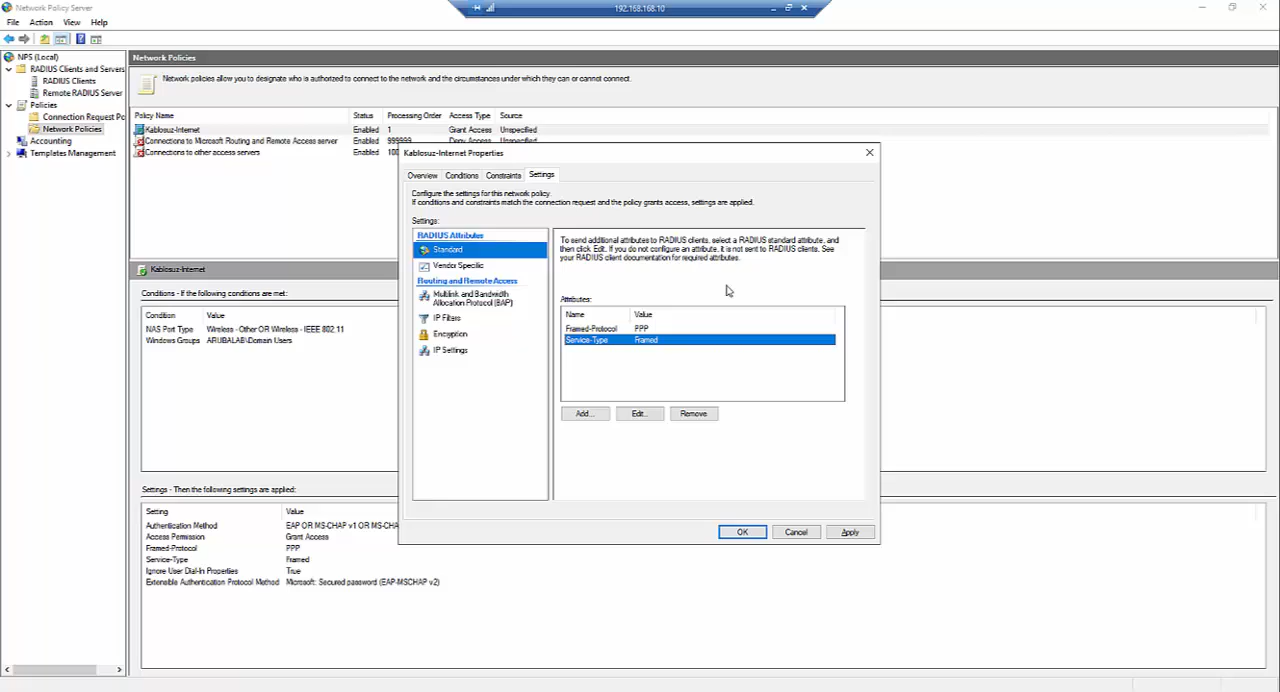 Network Policy Server
192.168.168.10
File Action View Help
NPS (Local)
RADIUS Clients and Servers
RADIUS Clients
Remote RADIUS Server
Policies
Connection Request Po
Network Policies
Accounting
Templates Management
Network Policies
Network policies allow you to designate who is authorized to connect to the network and the circumstances under which they can or cannot connect.
Policy Name Status Processing Order Access Type Source
Kablosuz-Internet Enabled 1 Grant Access Unspecified
Connections to Microsoft Routing and Remote Access server Enabled 999999 Deny Access Unspecified
Connections to other access servers Enabled 100
Kablosuz-Internet
Conditions - If the following conditions are met:
Condition Value
NAS Port Type Wireless - Other OR Wireless - IEEE 802.11
Windows Groups ARUBALAB\Domain Users
Settings - Then the following settings are applied:
Setting Value
Authentication Method EAP OR MS-CHAP v1 OR MS-CHA
Access Permission Grant Access
Framed-Protocol PPP
Service-Type Framed
Ignore User Dial-In Properties True
Extensible Authentication Protocol Method Microsoft: Secured password (EAP-MSCHAP v2)
Kablosuz-Internet Properties
Overview Conditions Constraints Settings
Configure the settings for this network policy.
If conditions and constraints match the connection request and the policy grants access, settings are applied.
Settings:
RADIUS Attributes
Standard
Vendor Specific
Routing and Remote Access
Multilink and Bandwidth
Allocation Protocol (BAP)
IP Filters
Encryption
IP Settings
To send additional attributes to RADIUS clients, select a RADIUS standard attribute, and
then click Edit. If you do not configure an attribute, it is not sent to RADIUS clients. See
your RADIUS client documentation for required attributes.
Attributes:
Name Value
Framed-Protocol PPP
Service-Type Framed
Add... Edit... Remove
OK Cancel Apply